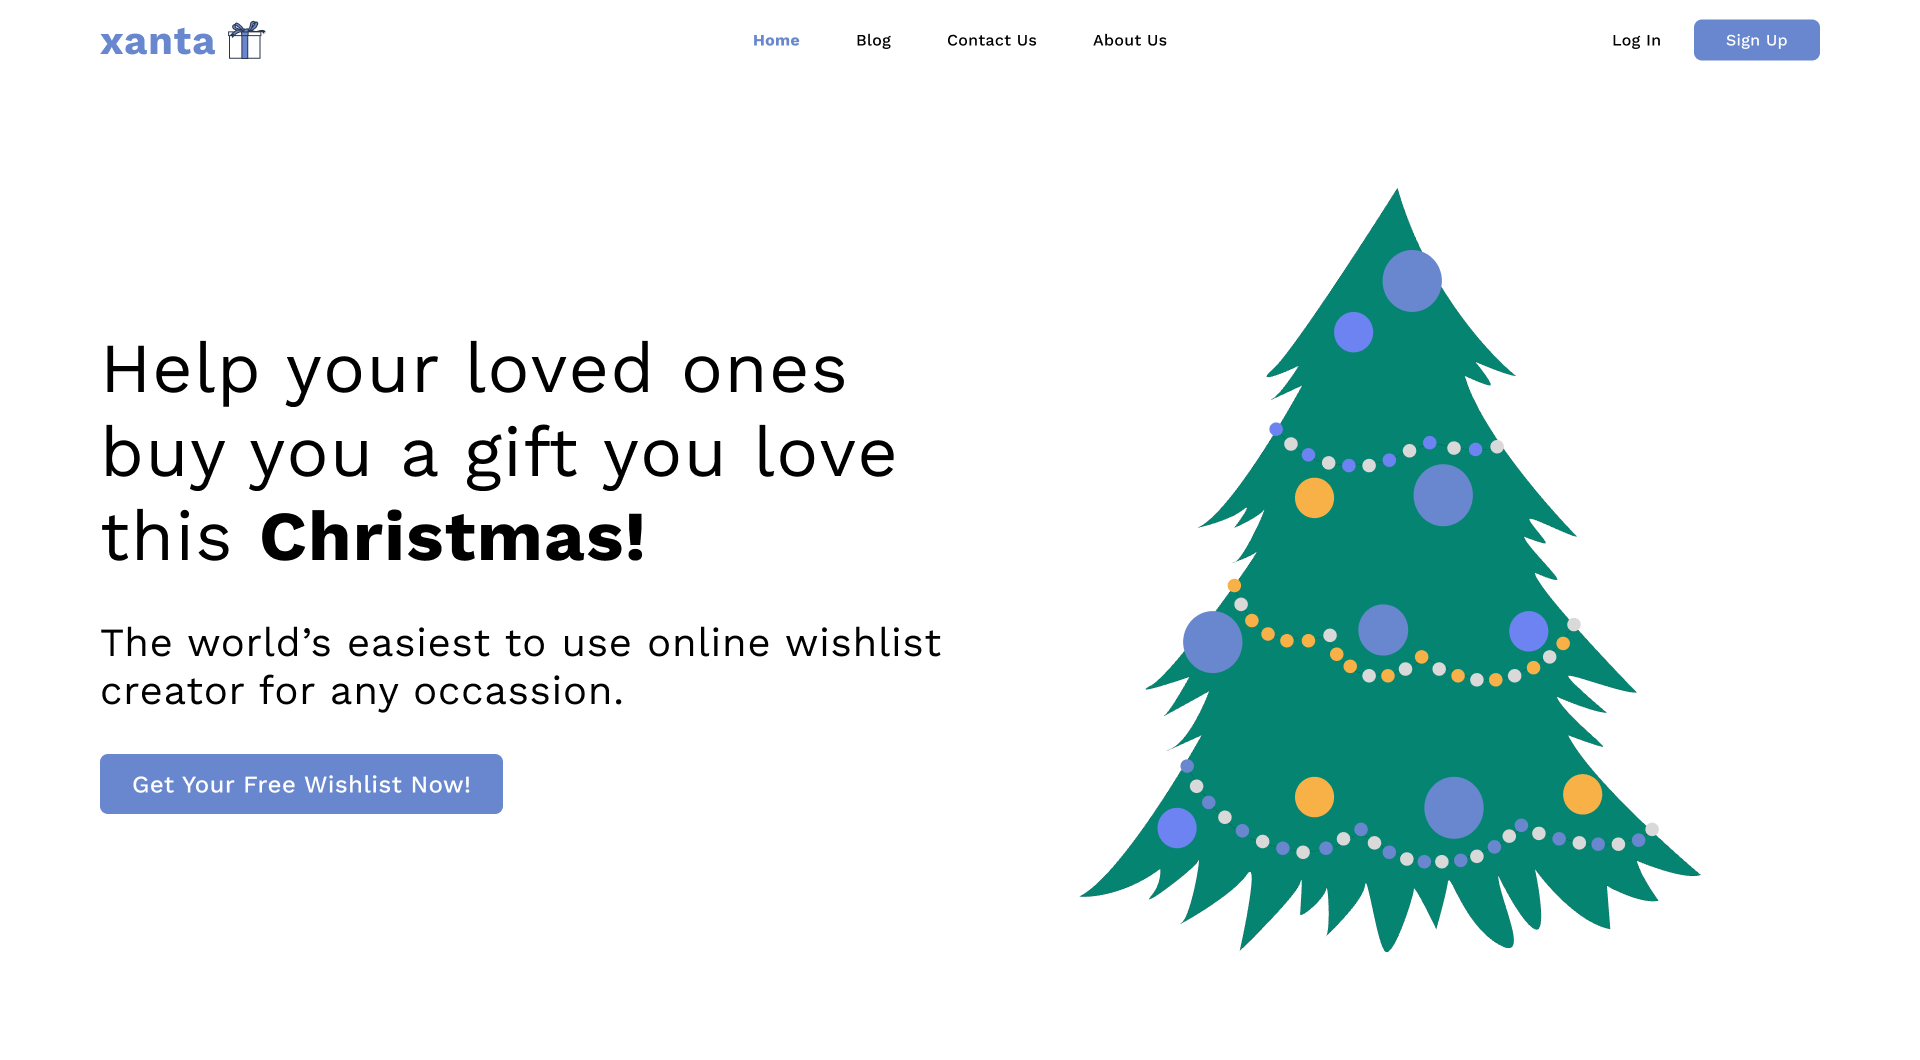 xanta
Home
Blog
Contact Us
About Us
Log In
Sign Up
Help your loved ones
buy you a gift you love
this Christmas!
The world’s easiest to use online wishlist
creator for any occassion.
Get Your Free Wishlist Now!